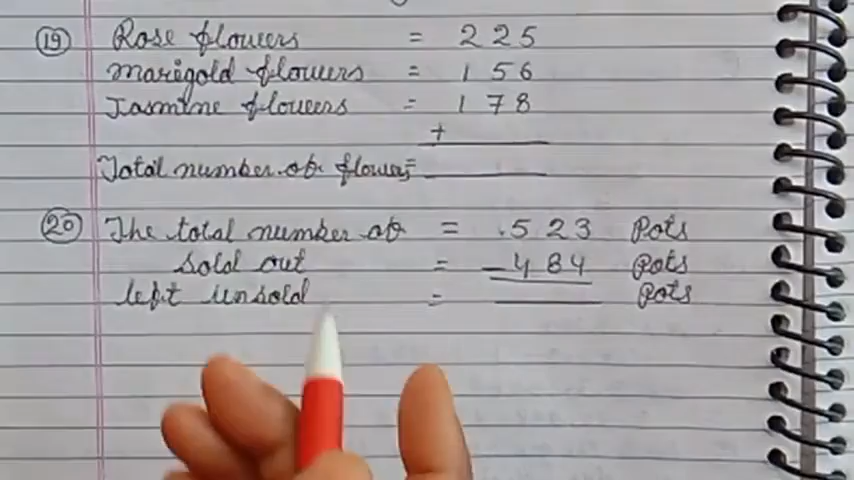 19 Rose flowers = 225
Marigold flowers = 156
Jasmine flowers = 178
+
Total number of flowers =
20 The total number of = 523 Pots
Sold out = - 484 Pots
left unsold = Pots